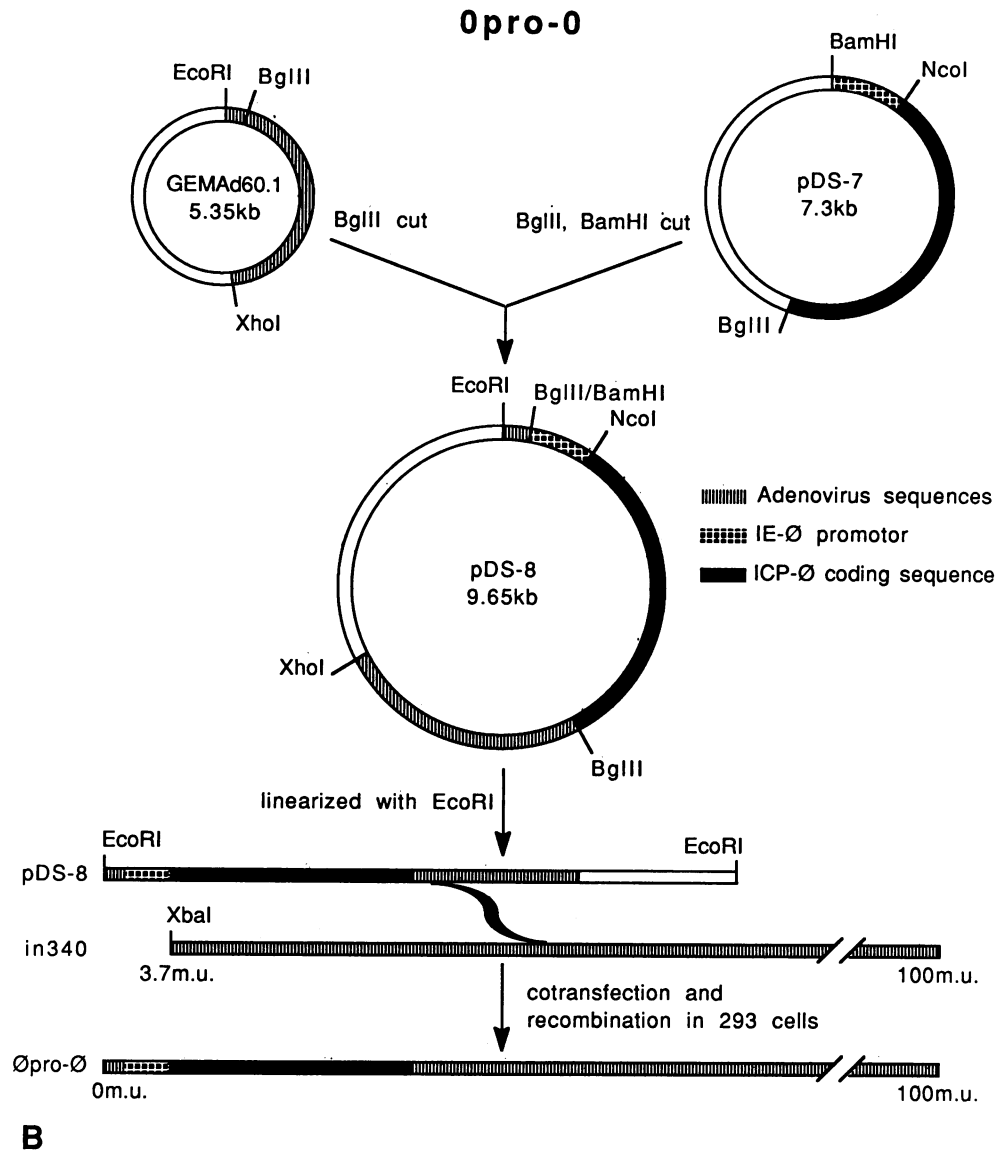 0pro-0
EcoRI
BglII
BamHI
NcoI
GEMAd60.1
5.35kb
pDS-7
7.3kb
BglII cut
BglII, BamHI cut
XhoI
BglII
EcoRI
BglII/BamHI
NcoI
Adenovirus sequences
IE-Ø promotor
ICP-Ø coding sequence
pDS-8
9.65kb
XhoI
BglII
linearized with EcoRI
EcoRI
EcoRI
pDS-8
XbaI
in340
3.7m.u.
100m.u.
cotransfection and
recombination in 293 cells
Øpro-Ø
0m.u.
100m.u.
B